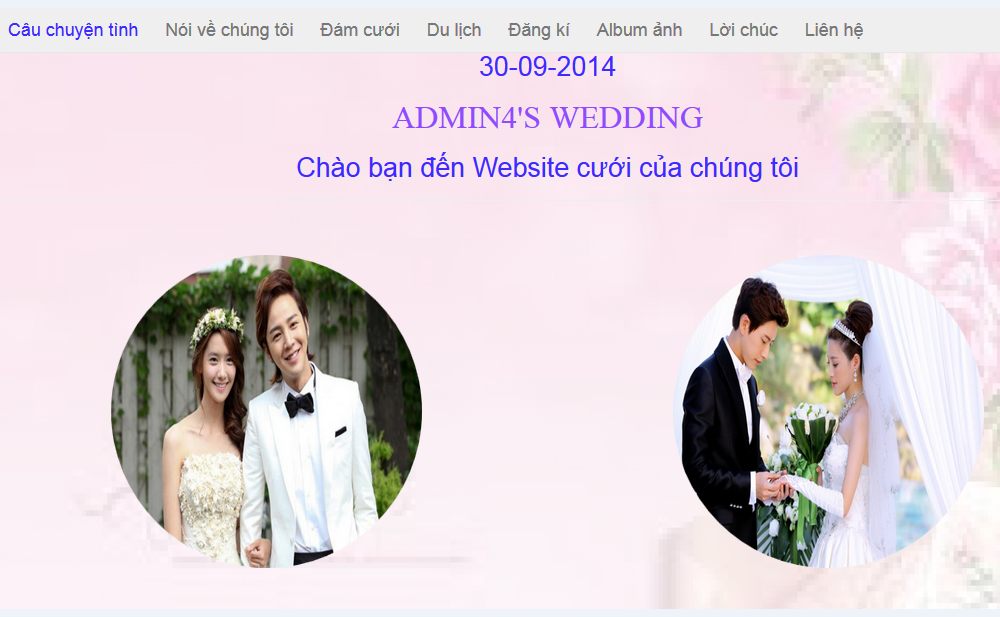 Câu chuyện tình Nói về chúng tôi Đám cưới Du lịch Đăng kí Album ảnh Lời chúc Liên hệ
30-09-2014
ADMIN4'S WEDDING
Chào bạn đến Website cưới của chúng tôi